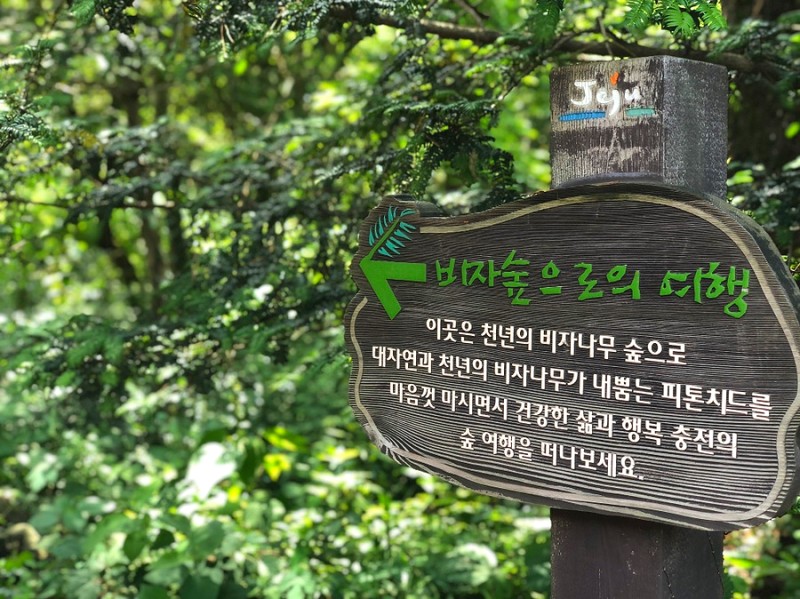 Jeju
비자숲으로의 여행
이곳은 천년의 비자나무 숲으로
대자연과 천년의 비자나무가 내뿜는 피톤치드를
마음껏 마시면서 건강한 삶과 행복 충전의
숲 여행을 떠나보세요.